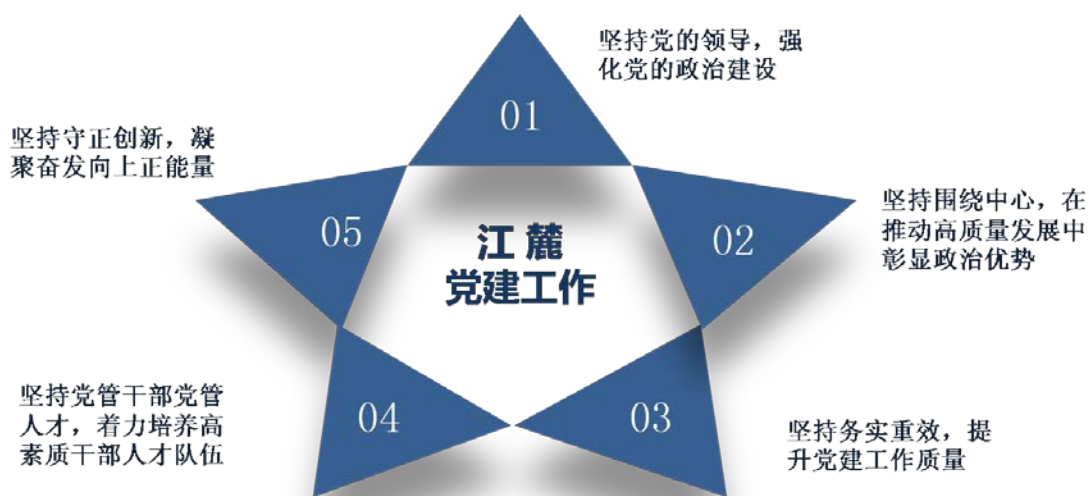 01
坚持党的领导，强
化党的政治建设
02
坚持围绕中心，在
推动高质量发展中
彰显政治优势
03
坚持务实重效，提
升党建工作质量
04
坚持党管干部党管
人才，着力培养高
素质干部人才队伍
05
坚持守正创新，凝
聚奋发向上正能量
江麓
党建工作